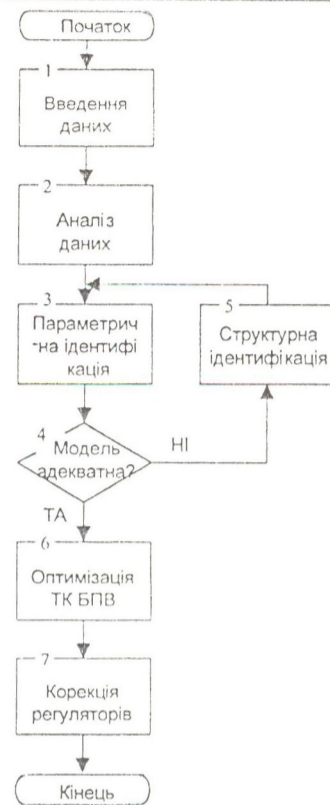 Початок
1
Введення
даних
2
Аналіз
даних
3
Параметрич
-на ідентифі
кація
5
Структурна
ідентифікація
4
Модель
адекватна?
НІ
ТА
6
Оптимізація
ТК БПВ
7
Корекція
регуляторів
Кінець